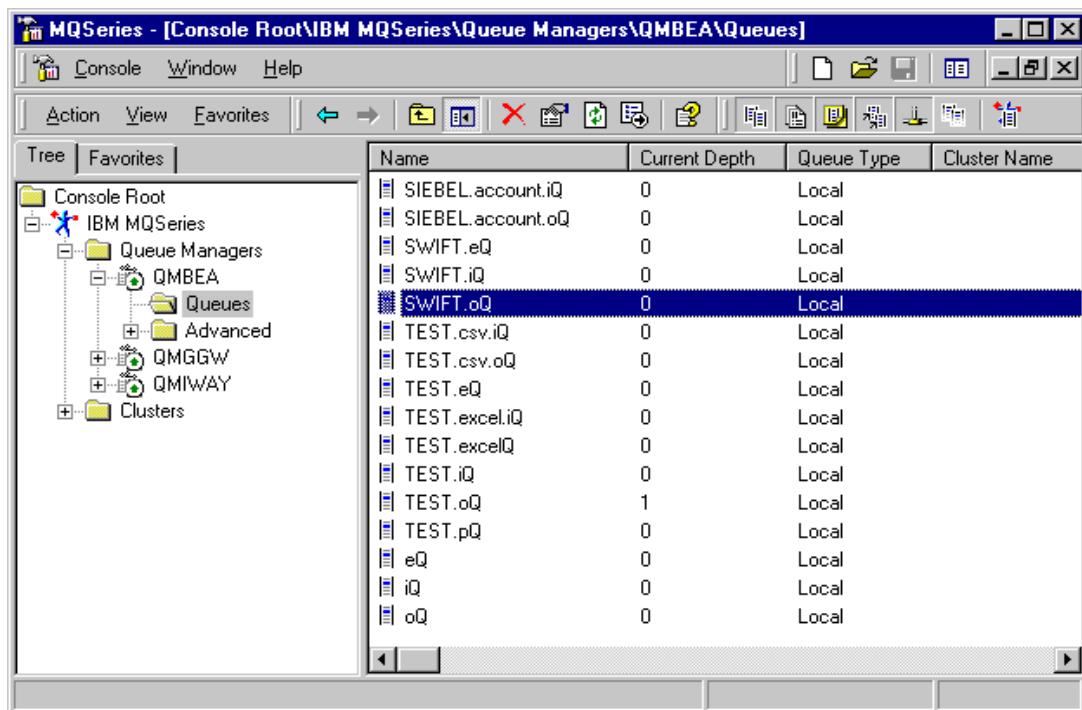 MQSeries - [Console Root\IBM MQSeries\Queue Managers\QMBEA\Queues]
Console Window Help
Action View Favorites
Tree Favorites
Console Root
IBM MQSeries
Queue Managers
QMBEA
Queues
Advanced
QMGGW
QMIWAY
Clusters
Name Current Depth Queue Type Cluster Name
SIEBEL.account.iQ 0 Local
SIEBEL.account.oQ 0 Local
SWIFT.eQ 0 Local
SWIFT.iQ 0 Local
SWIFT.oQ 0 Local
TEST.csv.iQ 0 Local
TEST.csv.oQ 0 Local
TEST.eQ 0 Local
TEST.excel.iQ 0 Local
TEST.excelQ 0 Local
TEST.iQ 0 Local
TEST.oQ 1 Local
TEST.pQ 0 Local
eQ 0 Local
iQ 0 Local
oQ 0 Local